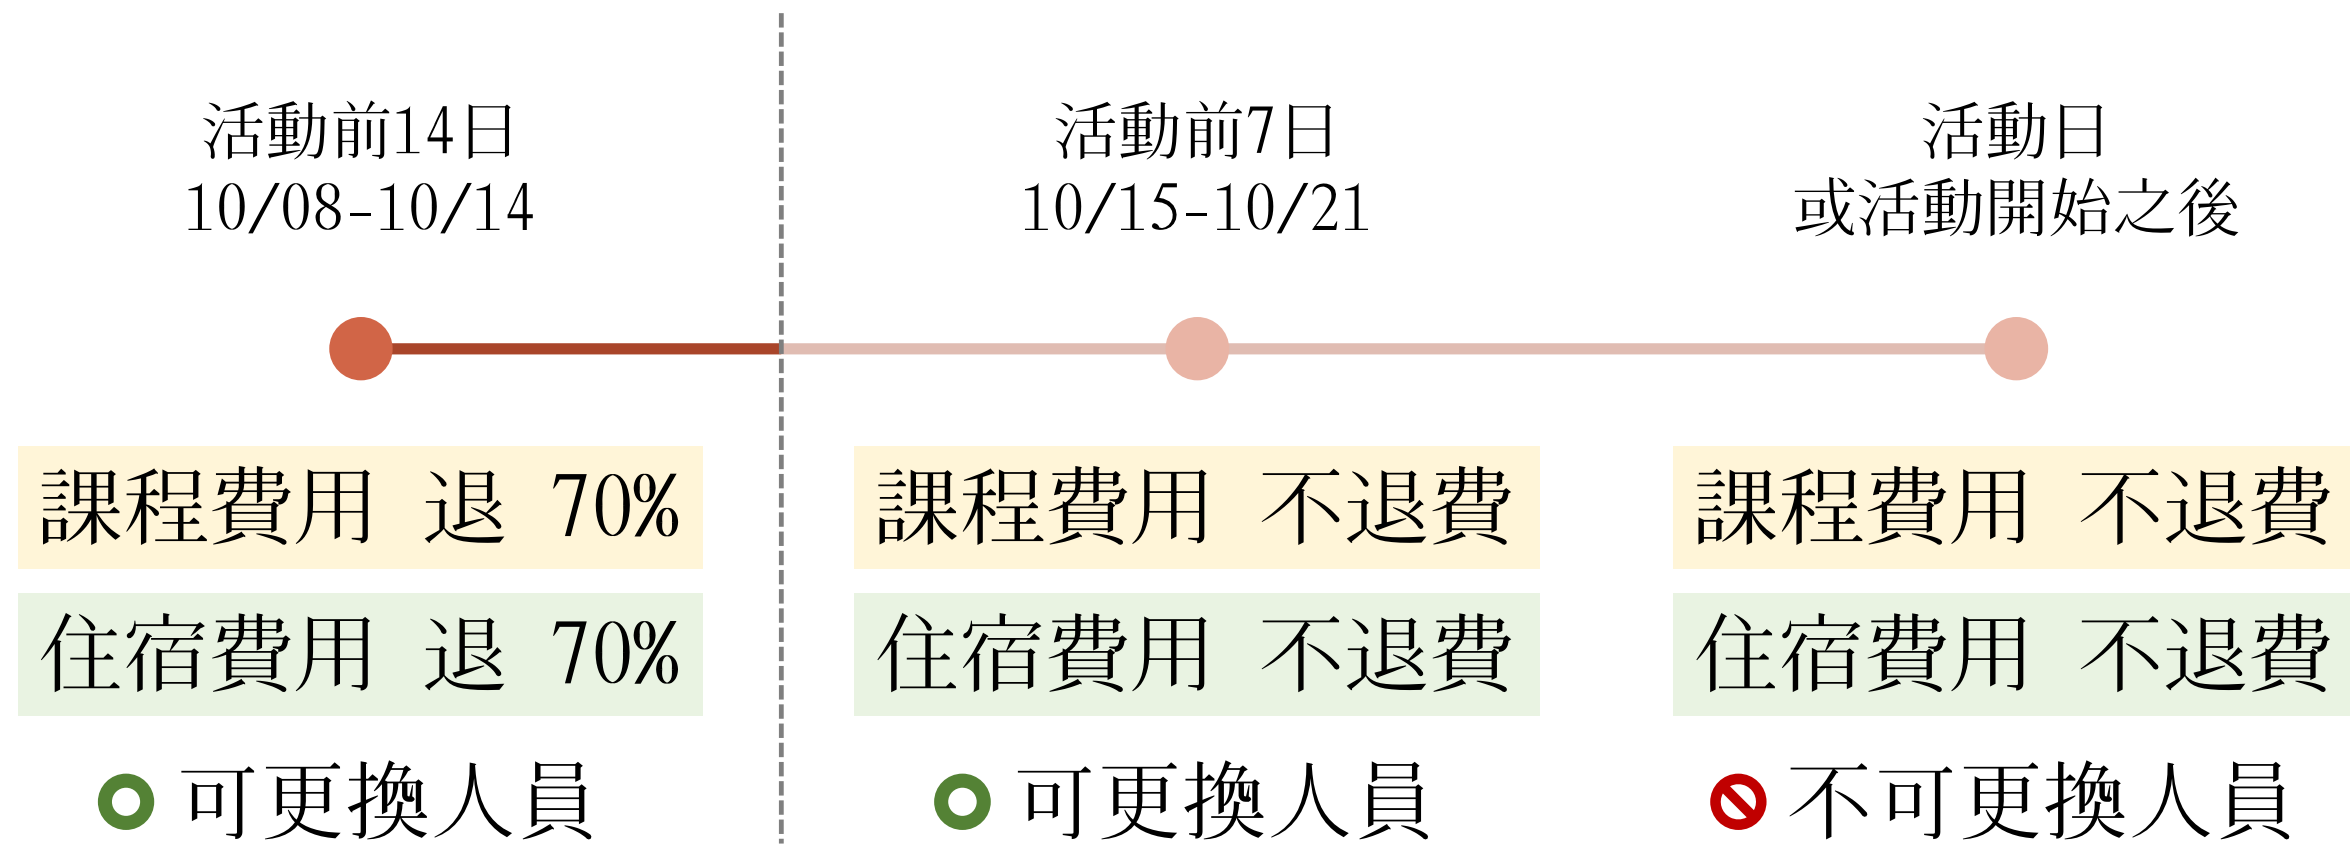 活動前14日
10/08-10/14
課程費用 退 70%
住宿費用 退 70%
可更換人員
活動前7日
10/15-10/21
課程費用 不退費
住宿費用 不退費
可更換人員
活動日
或活動開始之後
課程費用 不退費
住宿費用 不退費
不可更換人員